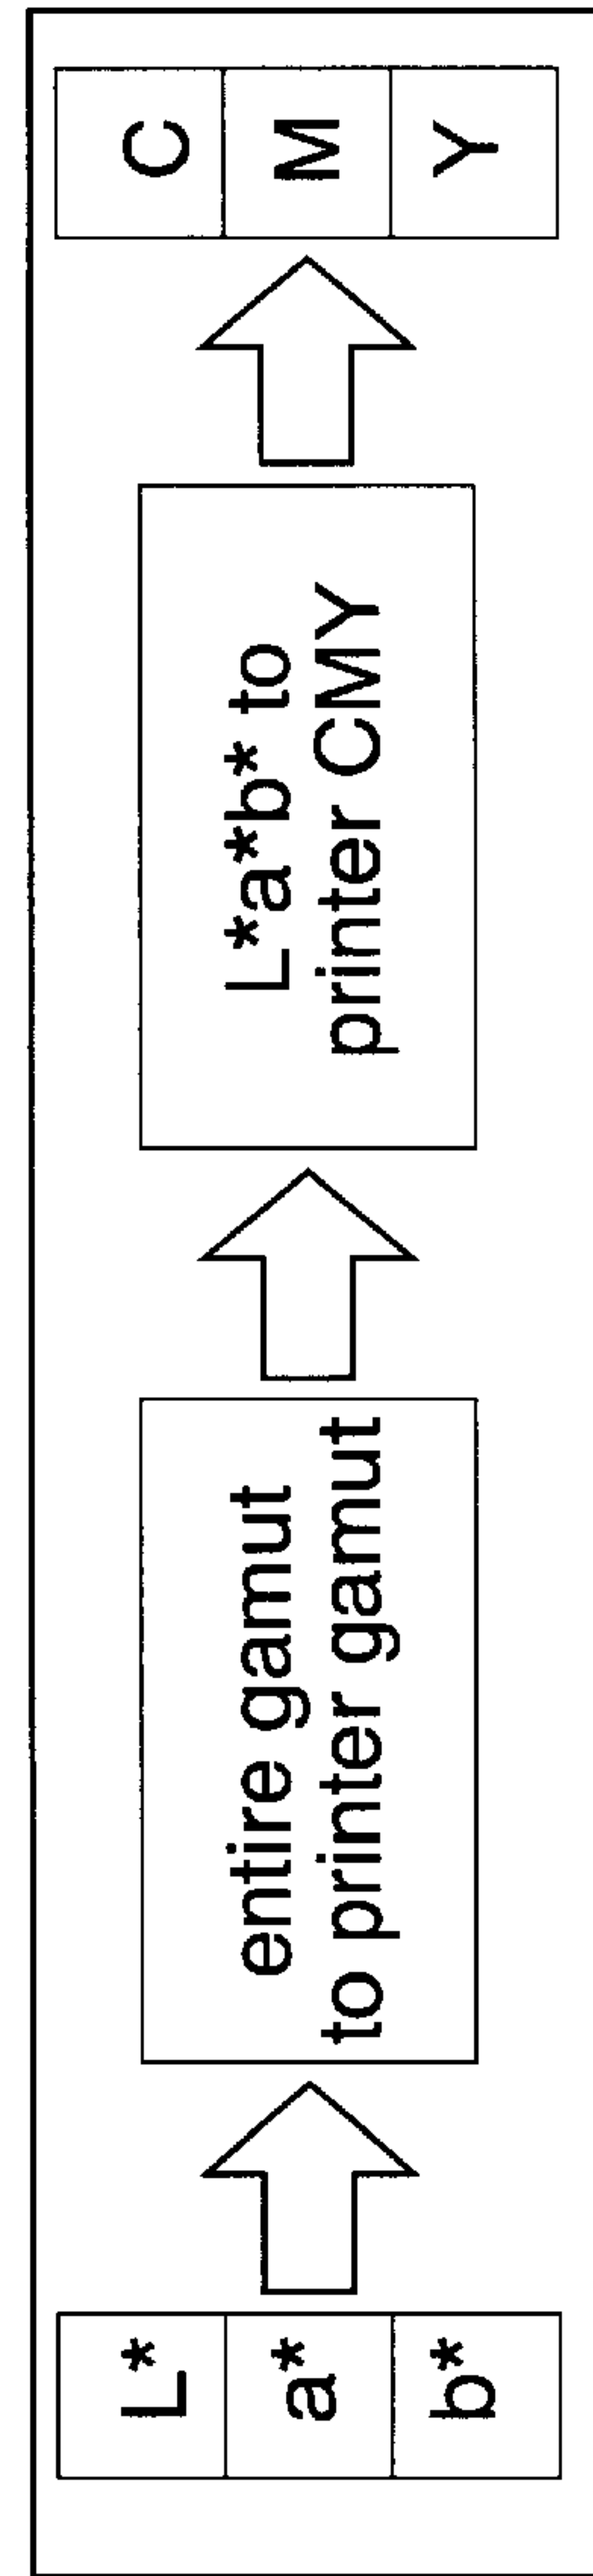 L*
a*
b*
entire gamut
to printer gamut
L*a*b* to
printer CMY
C
M
Y